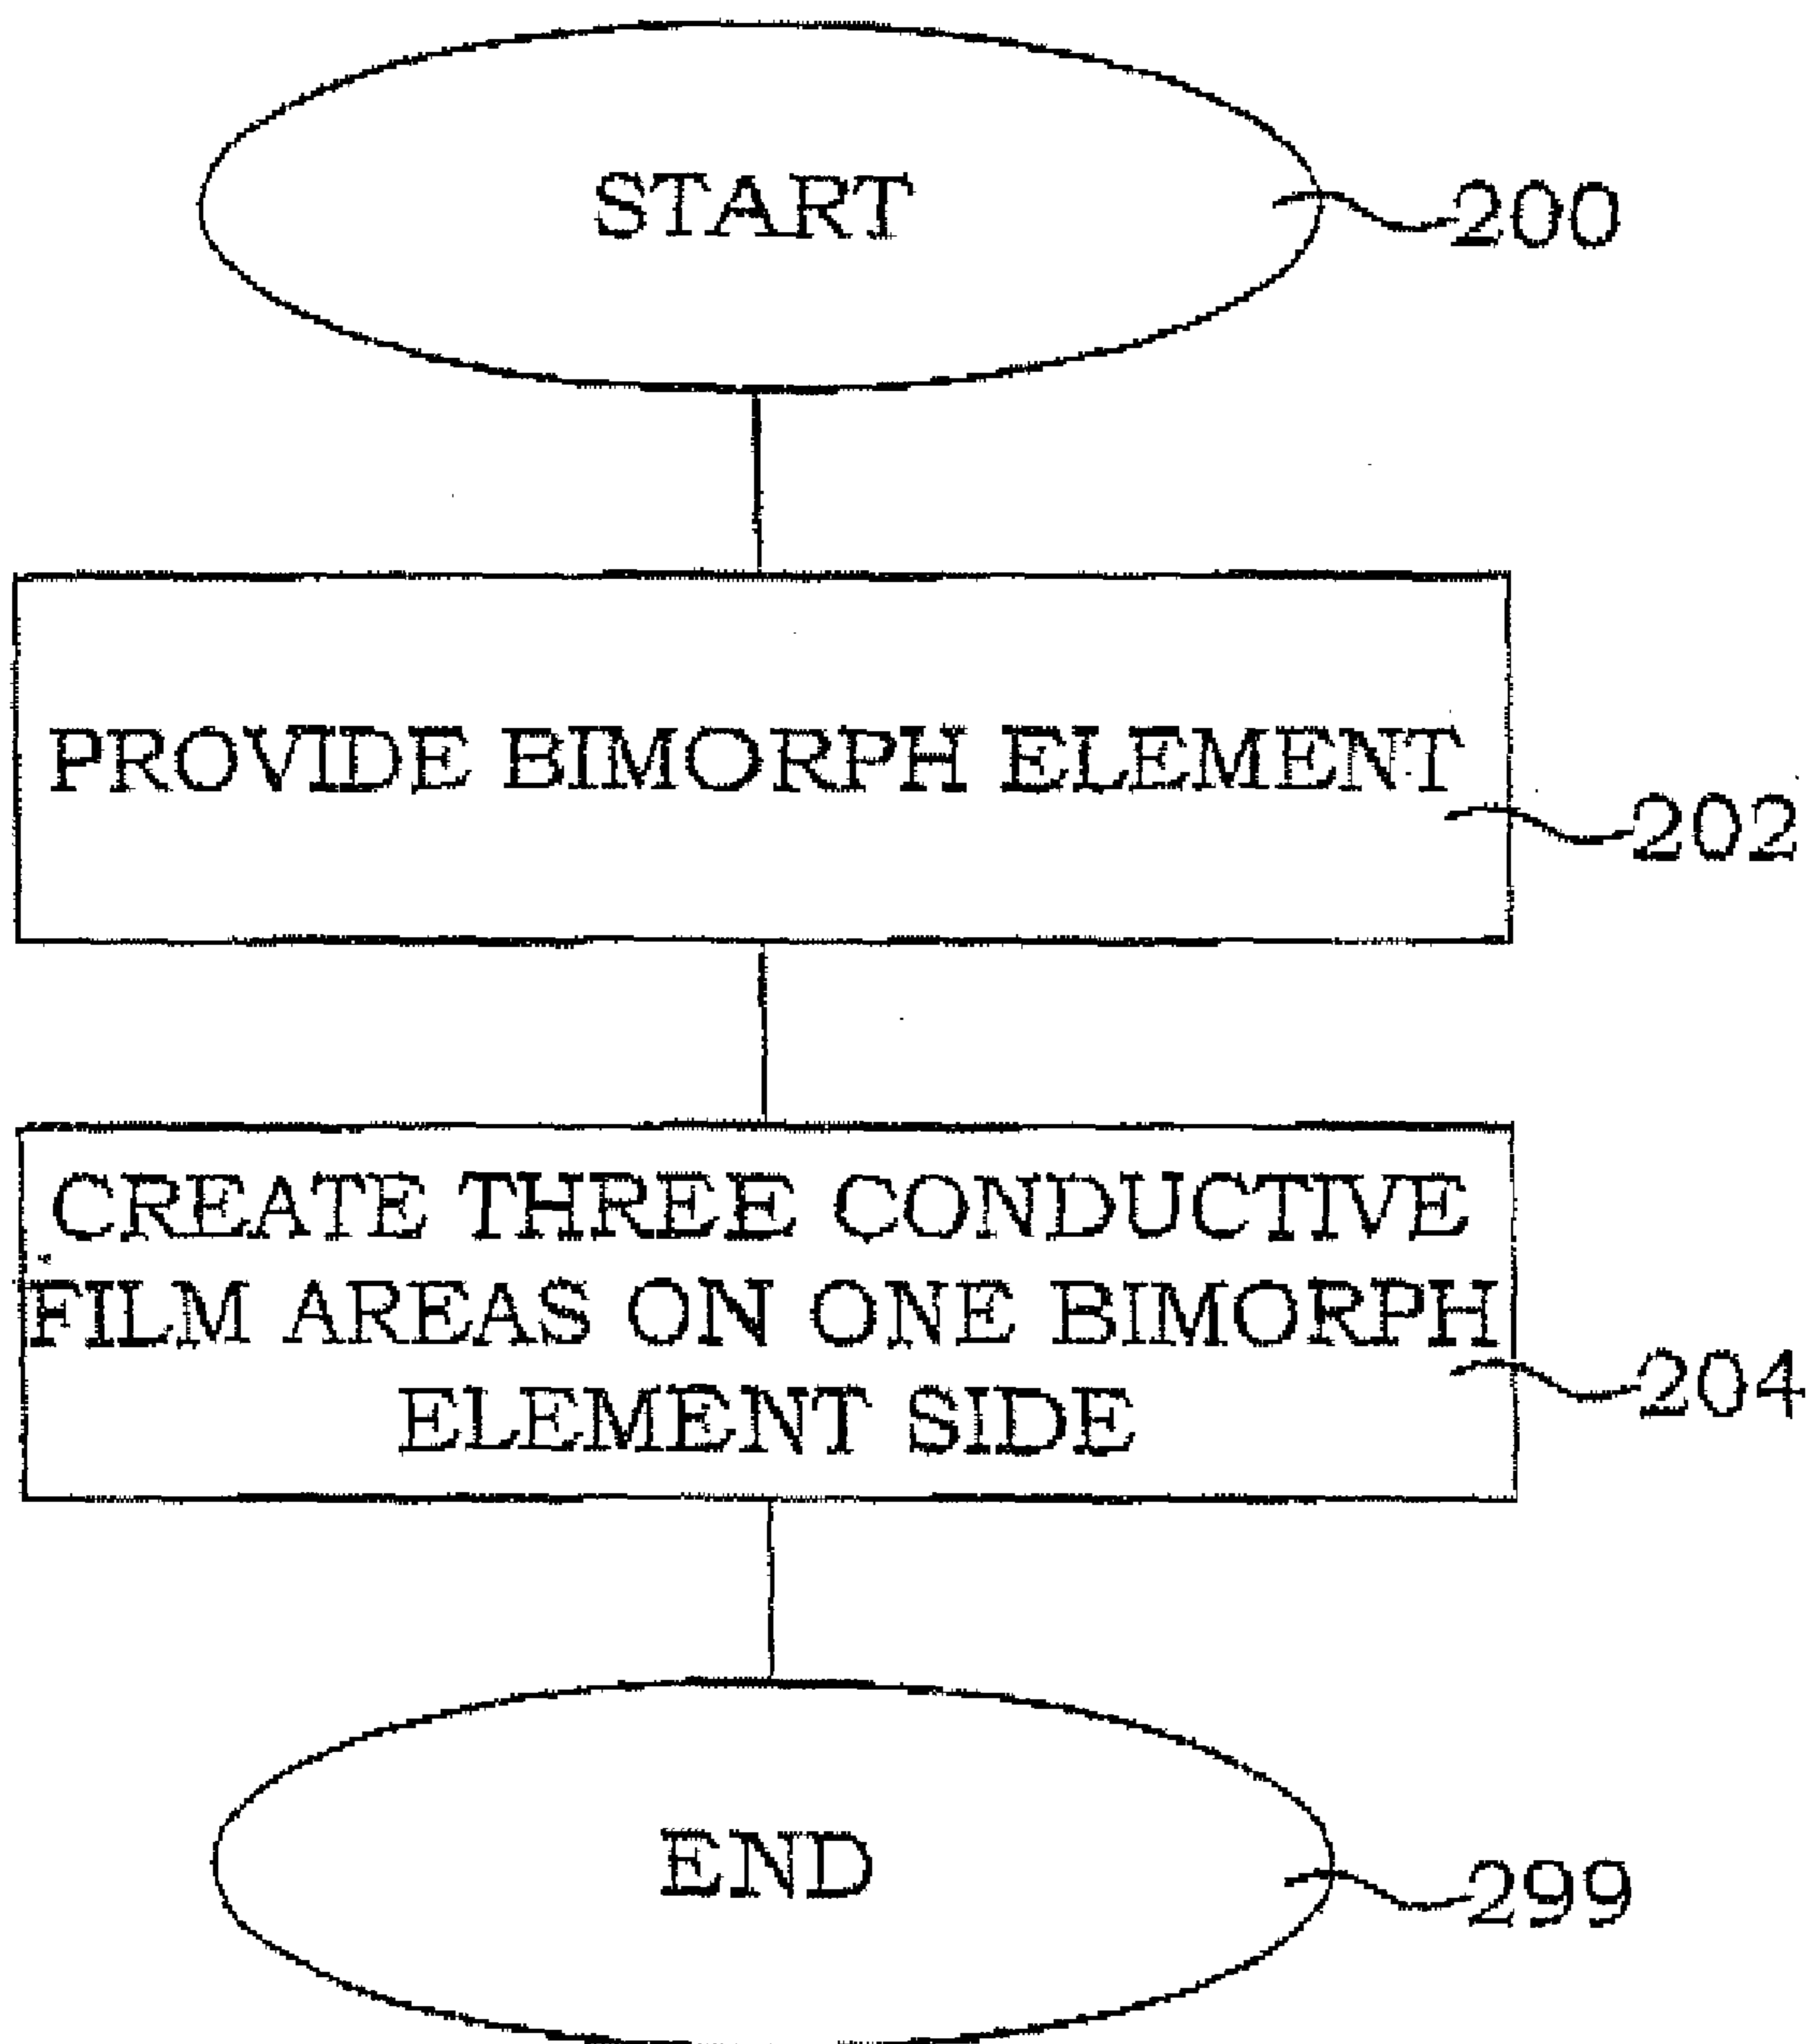 START
200
PROVIDE BIMORPH ELEMENT
202
CREATE THREE CONDUCTIVE
FILM AREAS ON ONE BIMORPH
ELEMENT SIDE
204
END
299